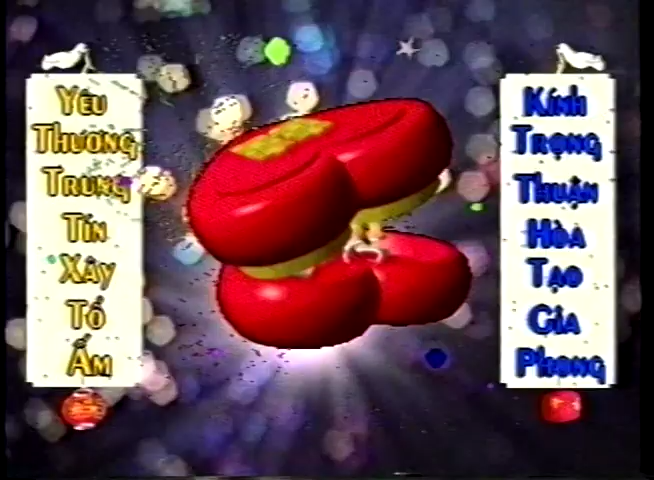 Yêu
Thương
Trung
Tín
Xây
Tổ
Ấm
Kính
Trọng
Thuận
Hòa
Tạo
Gia
Phong